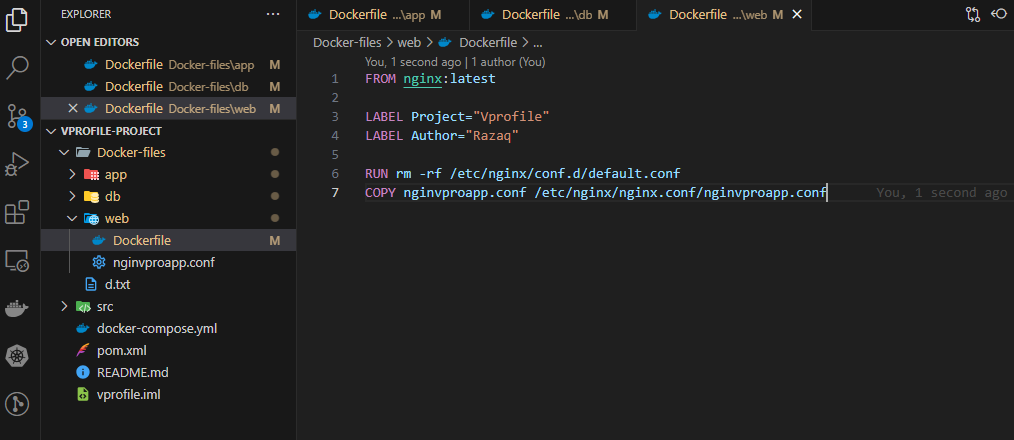 EXPLORER ...
OPEN EDITORS
Dockerfile Docker-files\app M
Dockerfile Docker-files\db M
Dockerfile Docker-files\web M
VPROFILE-PROJECT
Docker-files
app
db
web
Dockerfile M
nginvproapp.conf
d.txt
src
docker-compose.yml
pom.xml
README.md
vprofile.iml
3
Dockerfile ...\app M
Dockerfile ...\db M
Dockerfile ...\web M
Docker-files > web > Dockerfile > ...
You, 1 second ago | 1 author (You)
1 FROM nginx:latest
2
3 LABEL Project="Vprofile"
4 LABEL Author="Razaq"
5
6 RUN rm -rf /etc/nginx/conf.d/default.conf
7 COPY nginvproapp.conf /etc/nginx/nginx.conf/nginvproapp.conf You, 1 second ago